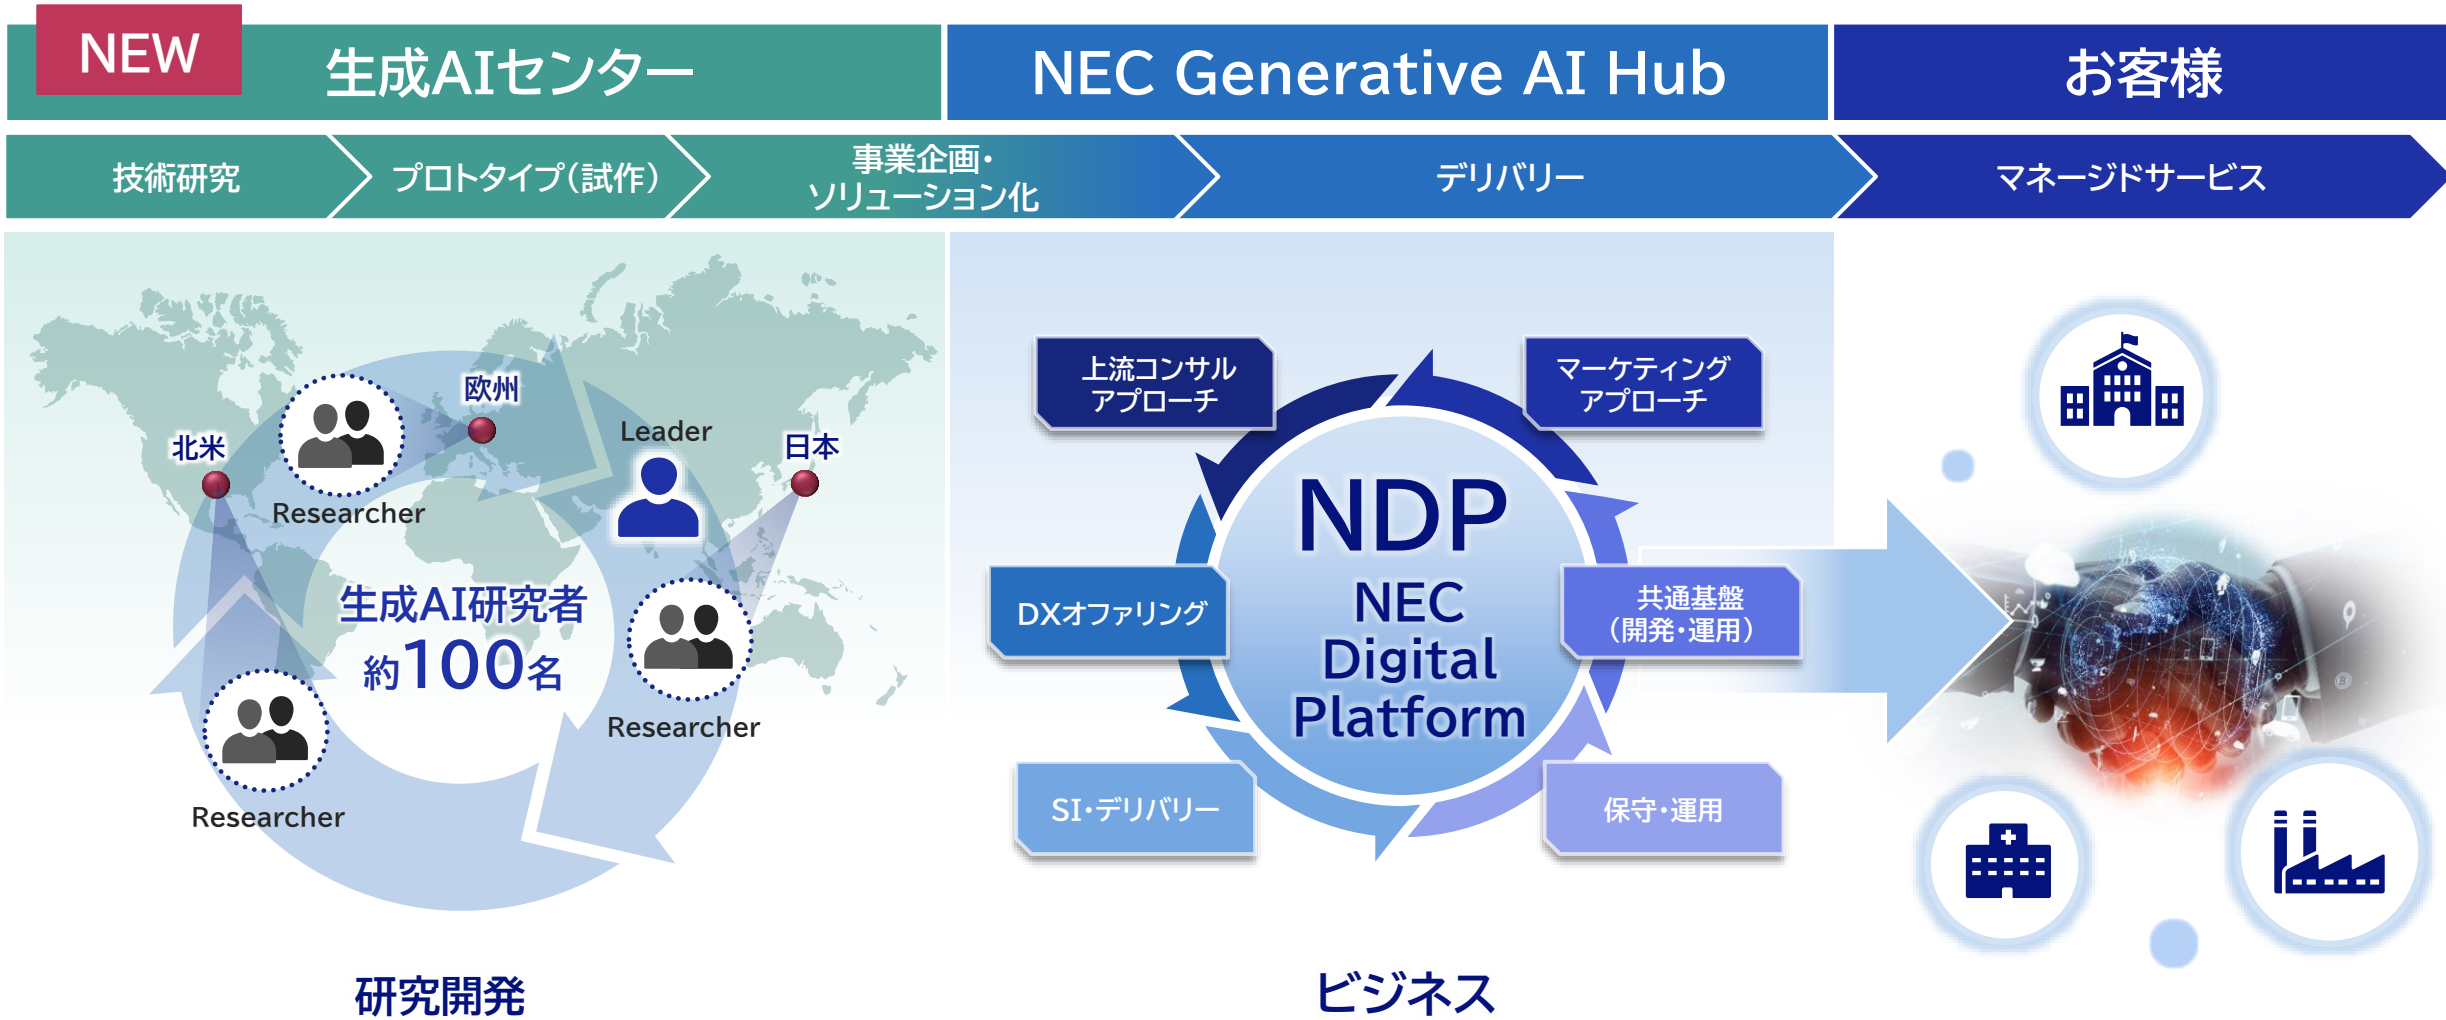 NEW
生成AIセンター
NEC Generative AI Hub
お客様
技術研究
プロトタイプ(試作)
事業企画・
ソリューション化
デリバリー
マネージドサービス
北米
欧州
日本
Leader
Researcher
Researcher
Researcher
生成AI研究者
約100名
研究開発
上流コンサル
アプローチ
マーケティング
アプローチ
DXオファリング
共通基盤
(開発・運用)
SI・デリバリー
保守・運用
NDP
NEC
Digital
Platform
ビジネス